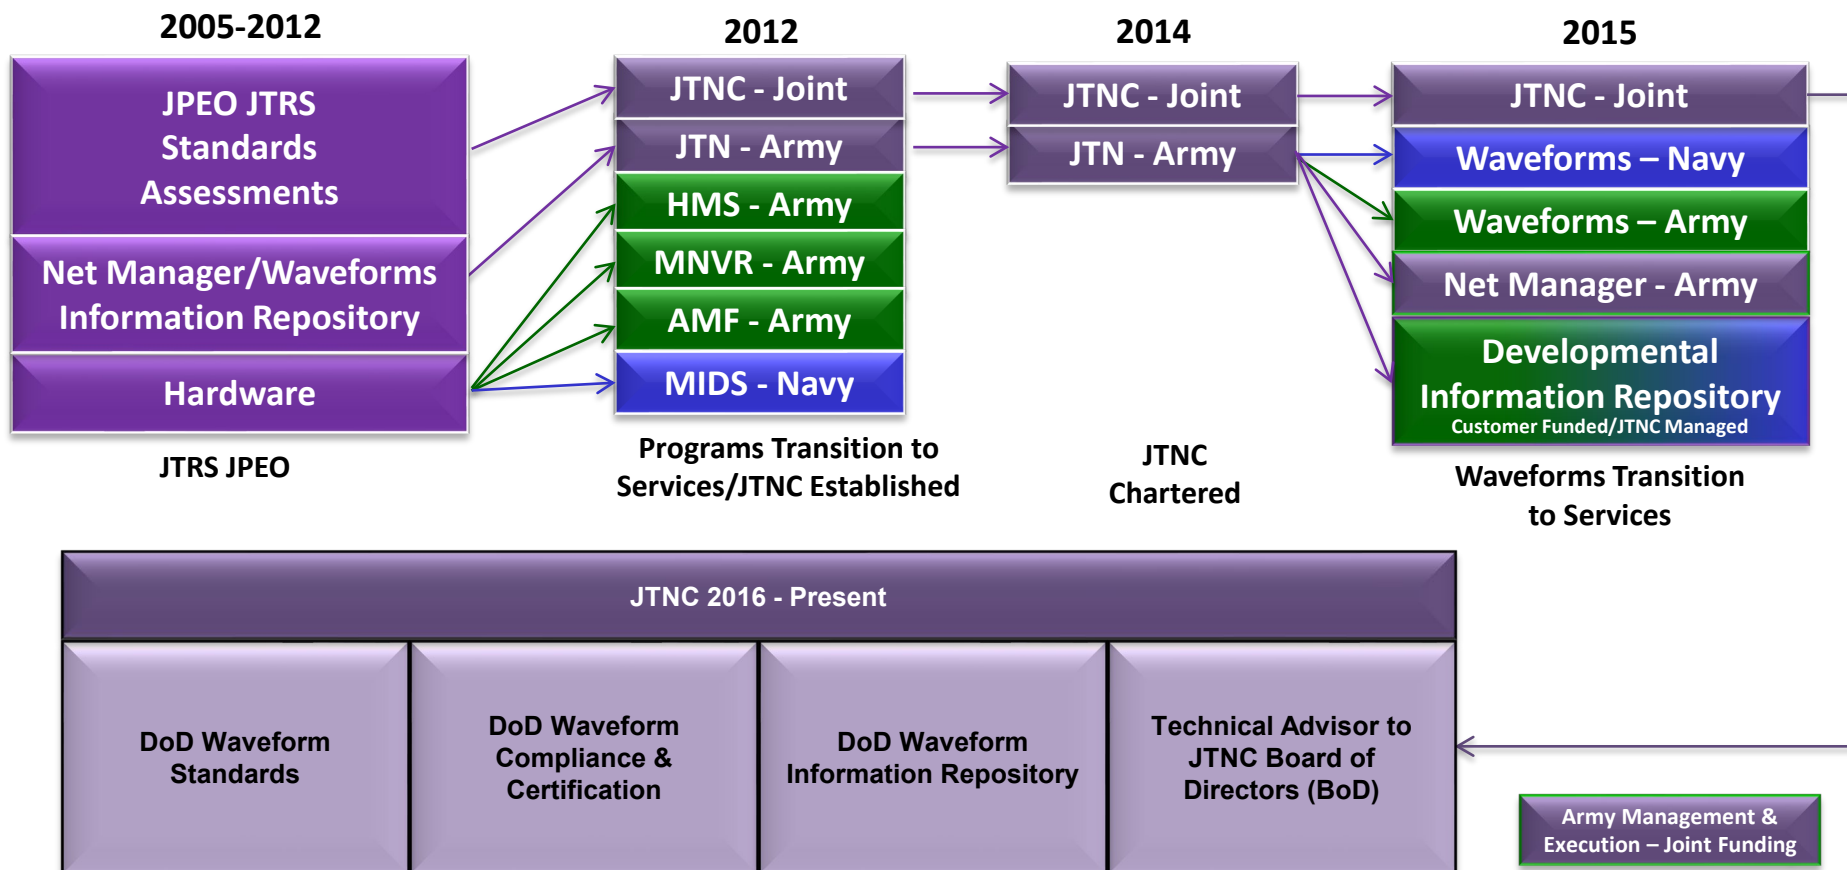 2005-2012
JPEO JTRS
Standards
Assessments
Net Manager/Waveforms
Information Repository
Hardware
JTRS JPEO
2012
JTNC - Joint
JTN - Army
HMS - Army
MNVR - Army
AMF - Army
MIDS - Navy
Programs Transition to
Services/JTNC Established
2014
JTNC - Joint
JTN - Army
JTNC
Chartered
2015
JTNC - Joint
Waveforms – Navy
Waveforms – Army
Net Manager - Army
Developmental
Information Repository
Customer Funded/JTNC Managed
Waveforms Transition
to Services
JTNC 2016 - Present
DoD Waveform
Standards
DoD Waveform
Compliance &
Certification
DoD Waveform
Information Repository
Technical Advisor to
JTNC Board of
Directors (BoD)
Army Management &
Execution – Joint Funding